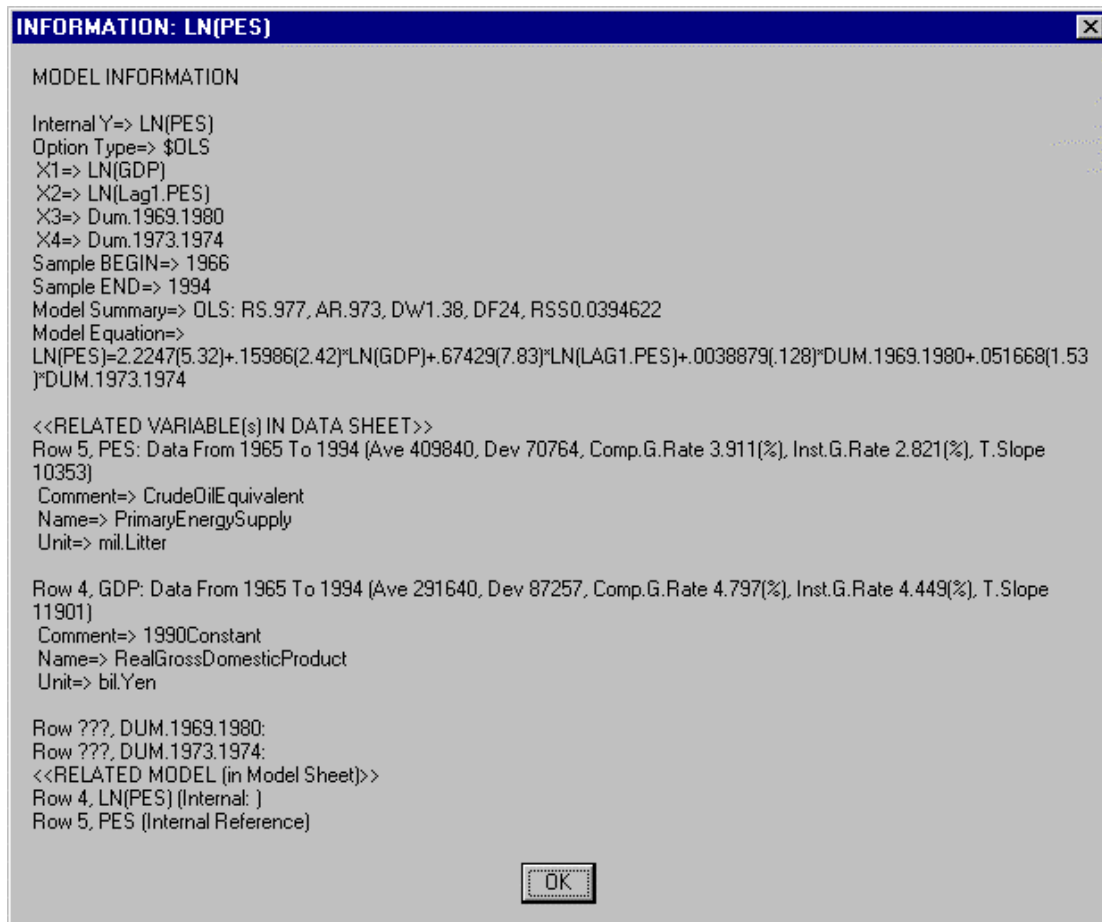 INFORMATION: LN(PES)
MODEL INFORMATION
Internal Y=> LN(PES)
Option Type=> $OLS
X1=> LN(GDP)
X2=> LN(Lag1.PES)
X3=> Dum.1969.1980
X4=> Dum.1973.1974
Sample BEGIN=> 1966
Sample END=> 1994
Model Summary=> OLS: RS.977, AR.973, DW1.38, DF24, RSS0.0394622
Model Equation=>
LN(PES)=2.2247(5.32)+.15986(2.42)*LN(GDP)+.67429(7.83)*LN(LAG1.PES)+.0038879(.128)*DUM.1969.1980+.051668(1.53
)*DUM.1973.1974
<<RELATED VARIABLE(s) IN DATA SHEET>>
Row 5, PES: Data From 1965 To 1994 (Ave 409840, Dev 70764, Comp.G.Rate 3.911(%), Inst.G.Rate 2.821(%), T.Slope
10353)
Comment=> CrudeOilEquivalent
Name=> PrimaryEnergySupply
Unit=> mil.Litter
Row 4, GDP: Data From 1965 To 1994 (Ave 291640, Dev 87257, Comp.G.Rate 4.797(%), Inst.G.Rate 4.449(%), T.Slope
11901)
Comment=> 1990Constant
Name=> RealGrossDomesticProduct
Unit=> bil.Yen
Row ???, DUM.1969.1980:
Row ???, DUM.1973.1974:
<<RELATED MODEL (in Model Sheet)>>
Row 4, LN(PES) (Internal: )
Row 5, PES (Internal Reference)
OK